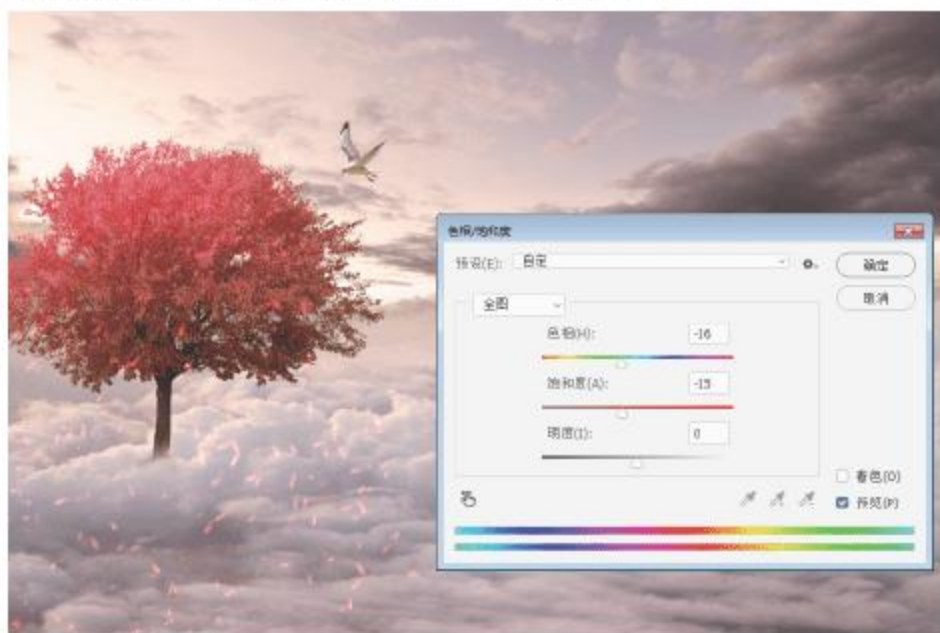 色相/饱和度
预设(E): 自定
确定
取消
全图
色相(H): -16
饱和度(A): -15
明度(I): 0
着色(O)
预览(P)